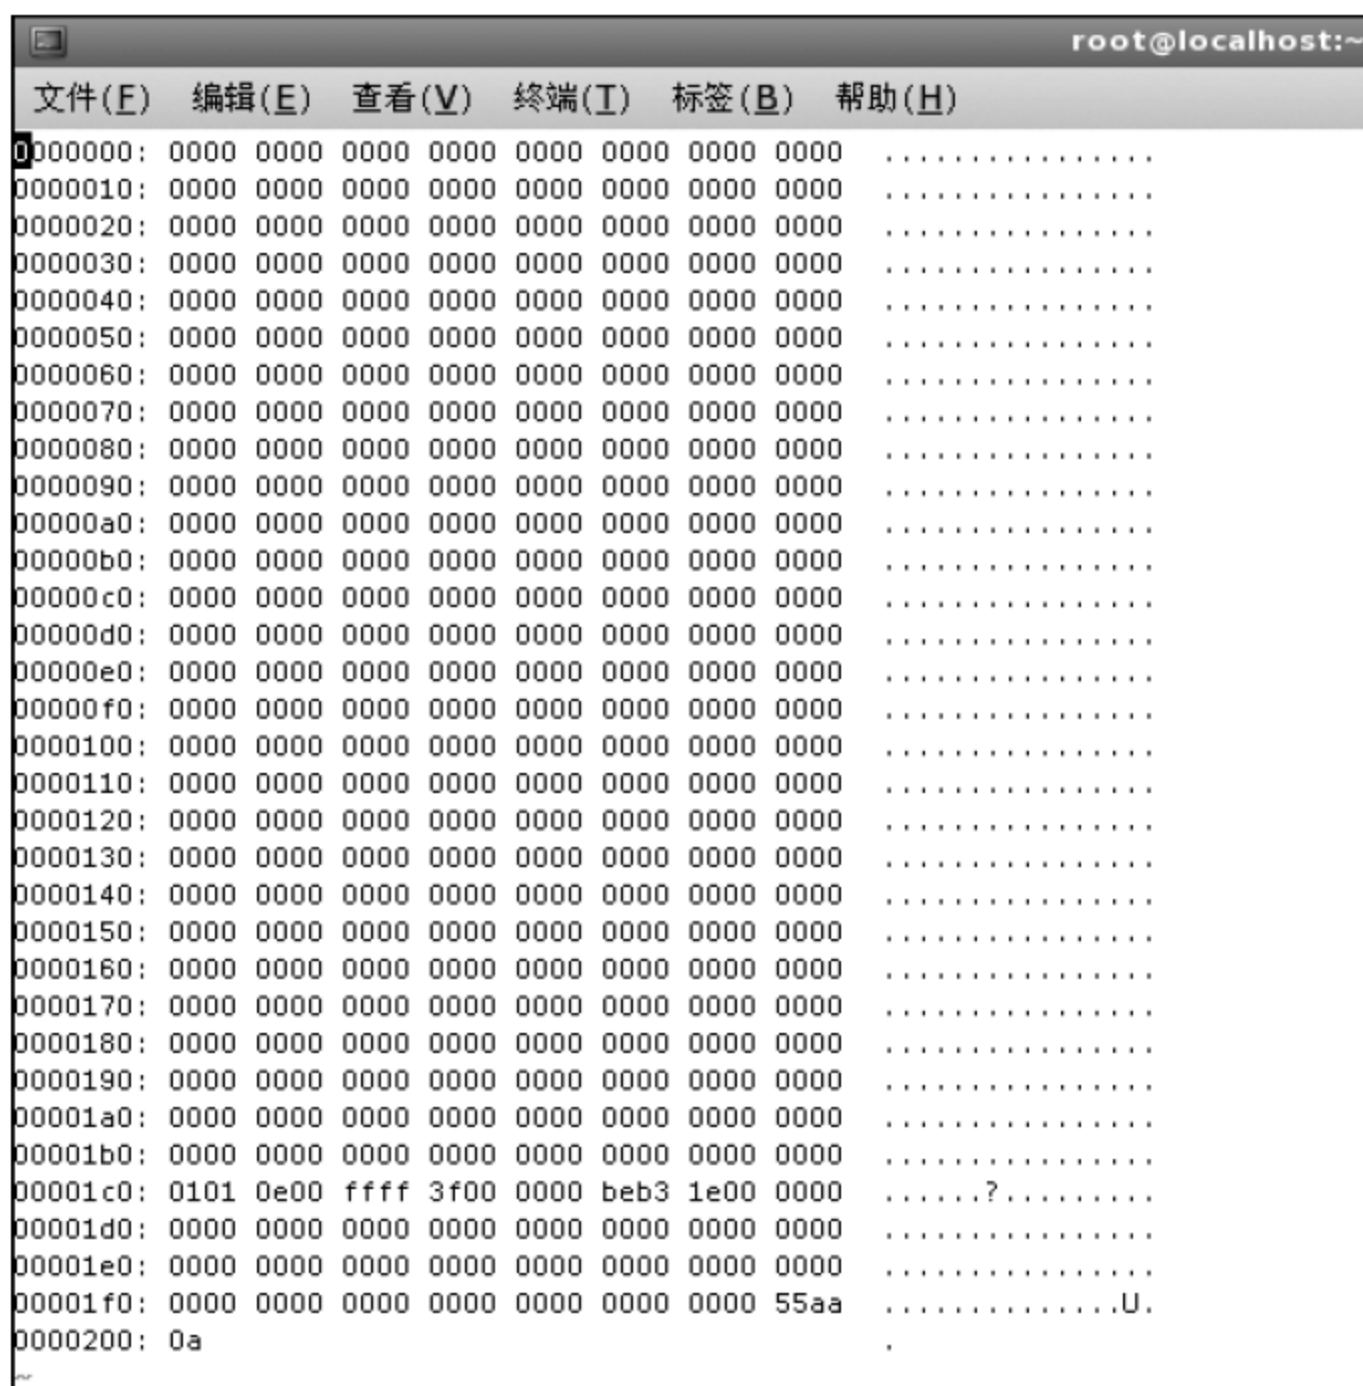 root@localhost:~
文件(F) 编辑(E) 查看(V) 终端(T) 标签(B) 帮助(H)
0000000: 0000 0000 0000 0000 0000 0000 0000 0000 ................
0000010: 0000 0000 0000 0000 0000 0000 0000 0000 ................
0000020: 0000 0000 0000 0000 0000 0000 0000 0000 ................
0000030: 0000 0000 0000 0000 0000 0000 0000 0000 ................
0000040: 0000 0000 0000 0000 0000 0000 0000 0000 ................
0000050: 0000 0000 0000 0000 0000 0000 0000 0000 ................
0000060: 0000 0000 0000 0000 0000 0000 0000 0000 ................
0000070: 0000 0000 0000 0000 0000 0000 0000 0000 ................
0000080: 0000 0000 0000 0000 0000 0000 0000 0000 ................
0000090: 0000 0000 0000 0000 0000 0000 0000 0000 ................
00000a0: 0000 0000 0000 0000 0000 0000 0000 0000 ................
00000b0: 0000 0000 0000 0000 0000 0000 0000 0000 ................
00000c0: 0000 0000 0000 0000 0000 0000 0000 0000 ................
00000d0: 0000 0000 0000 0000 0000 0000 0000 0000 ................
00000e0: 0000 0000 0000 0000 0000 0000 0000 0000 ................
00000f0: 0000 0000 0000 0000 0000 0000 0000 0000 ................
0000100: 0000 0000 0000 0000 0000 0000 0000 0000 ................
0000110: 0000 0000 0000 0000 0000 0000 0000 0000 ................
0000120: 0000 0000 0000 0000 0000 0000 0000 0000 ................
0000130: 0000 0000 0000 0000 0000 0000 0000 0000 ................
0000140: 0000 0000 0000 0000 0000 0000 0000 0000 ................
0000150: 0000 0000 0000 0000 0000 0000 0000 0000 ................
0000160: 0000 0000 0000 0000 0000 0000 0000 0000 ................
0000170: 0000 0000 0000 0000 0000 0000 0000 0000 ................
0000180: 0000 0000 0000 0000 0000 0000 0000 0000 ................
0000190: 0000 0000 0000 0000 0000 0000 0000 0000 ................
00001a0: 0000 0000 0000 0000 0000 0000 0000 0000 ................
00001b0: 0000 0000 0000 0000 0000 0000 0000 0000 ................
00001c0: 0101 0e00 ffff 3f00 0000 beb3 1e00 0000 ......?.........
00001d0: 0000 0000 0000 0000 0000 0000 0000 0000 ................
00001e0: 0000 0000 0000 0000 0000 0000 0000 0000 ................
00001f0: 0000 0000 0000 0000 0000 0000 0000 55aa ..............U.
0000200: 0a .
~